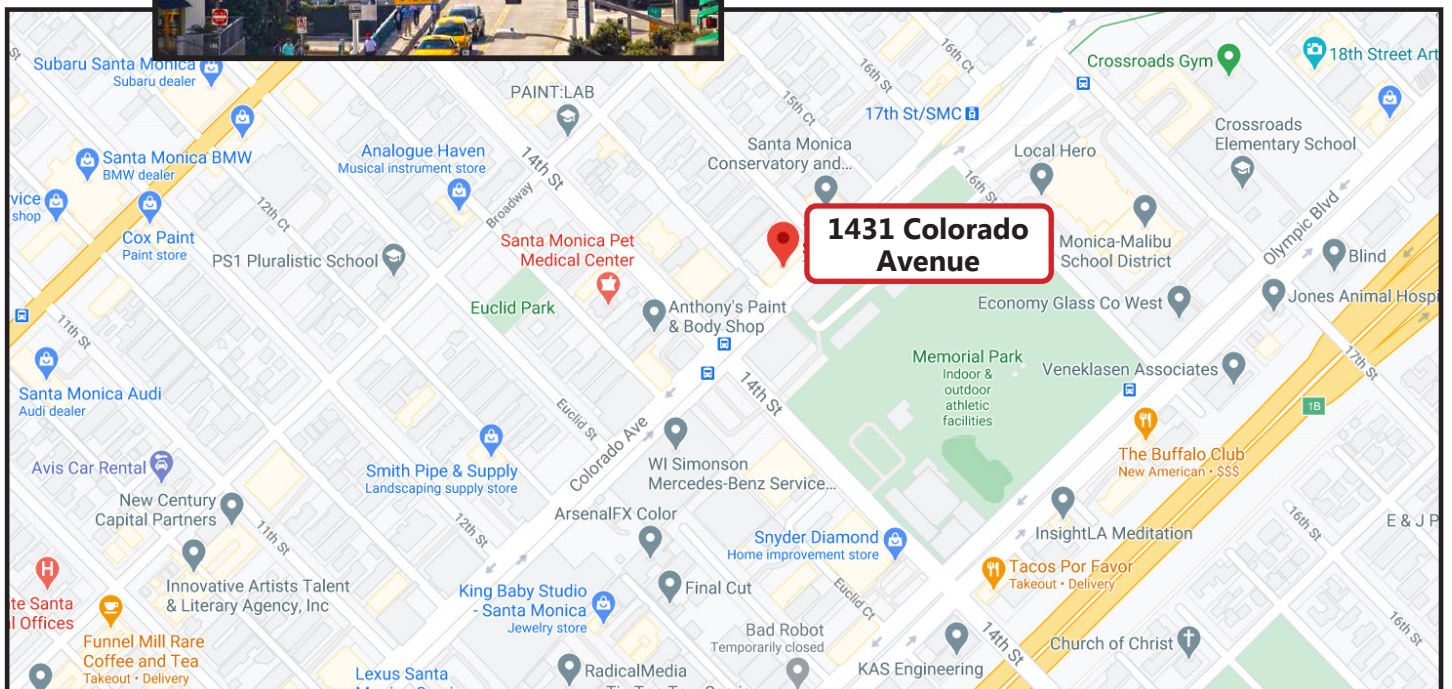 Subaru Santa Monica
Subaru dealer
PAINT:LAB
16th Ct
16th St
Crossroads Gym
18th Street Art
15th Ct
17th St/SMC
Crossroads
Elementary School
Santa Monica BMW
BMW dealer
Analogue Haven
Musical instrument store
14th St
Santa Monica
Conservatory and...
Local Hero
vice
shop
12th Ct
Broadway
16th St
Olympic Blvd
Cox Paint
Paint store
PS1 Pluralistic School
Santa Monica Pet
Medical Center
1431 Colorado
Avenue
Monica-Malibu
School District
Blind
Euclid Park
Anthony's Paint
& Body Shop
Economy Glass Co West
Jones Animal Hospi
11th St
Memorial Park
Indoor &
outdoor
athletic
facilities
Veneklasen Associates
17th St
Santa Monica Audi
Audi dealer
14th St
1B
Euclid St
Colorado Ave
Avis Car Rental
Smith Pipe & Supply
Landscaping supply store
WI Simonson
Mercedes-Benz Service...
The Buffalo Club
New American • $$$
New Century
Capital Partners
11th St
12th St
ArsenalFX Color
Snyder Diamond
Home improvement store
InsightLA Meditation
16th St
E & J P
H
te Santa
l Offices
Innovative Artists Talent
& Literary Agency, Inc
King Baby Studio
- Santa Monica
Jewelry store
Final Cut
Euclid Ct
Tacos Por Favor
Takeout • Delivery
Funnel Mill Rare
Coffee and Tea
Takeout • Delivery
Bad Robot
Temporarily closed
14th St
Church of Christ
16th St
Lexus Santa
RadicalMedia
KAS Engineering